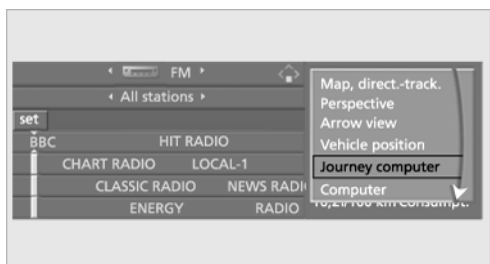 FM
All stations
set
BBC HIT RADIO
CHART RADIO LOCAL-1
CLASSIC RADIO NEWS RADI
ENERGY RADIO
Map, direct.-track.
Perspective
Arrow view
Vehicle position
Journey computer
Computer
km Consumpt.